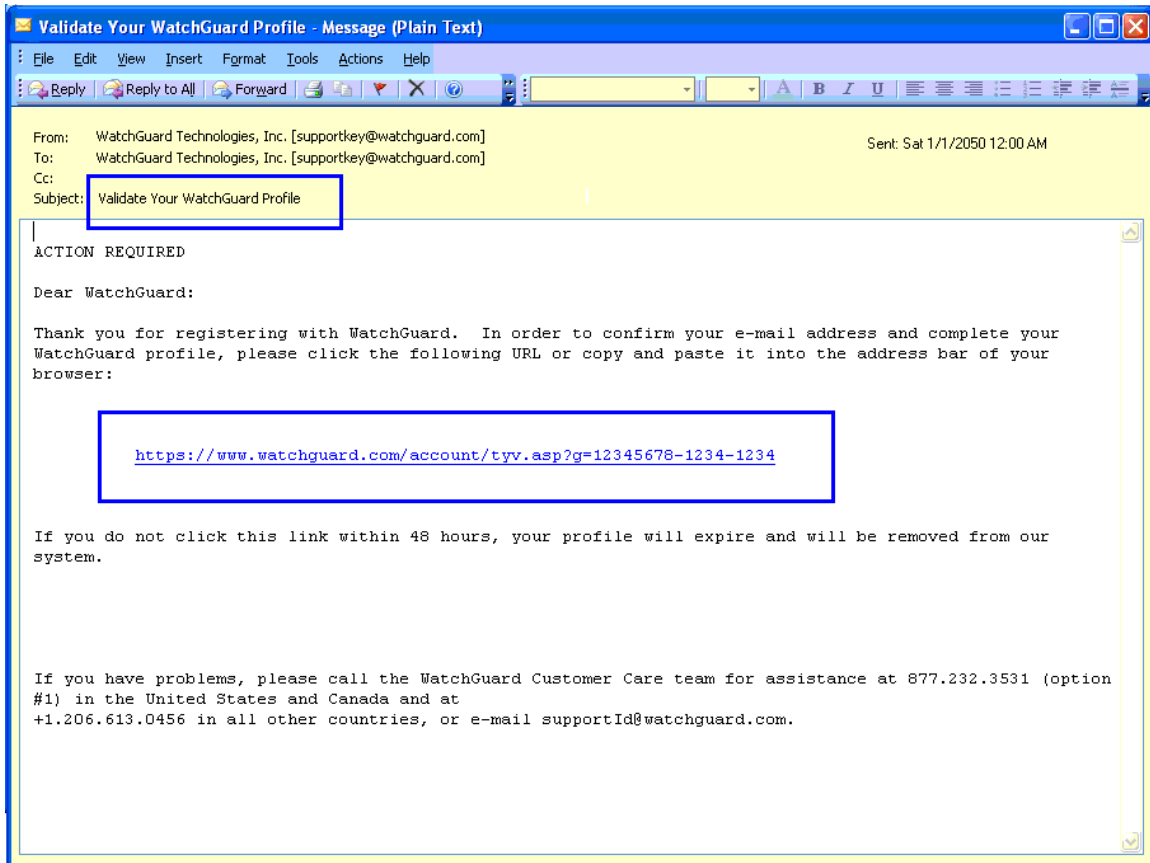 Validate Your WatchGuard Profile - Message (Plain Text)
File Edit View Insert Format Tools Actions Help
Reply Reply to All Forward A B I U
From: WatchGuard Technologies, Inc. [supportkey@watchguard.com]
Sent: Sat 1/1/2050 12:00 AM
To: WatchGuard Technologies, Inc. [supportkey@watchguard.com]
Cc:
Subject: Validate Your WatchGuard Profile
ACTION REQUIRED
Dear WatchGuard:
Thank you for registering with WatchGuard. In order to confirm your e-mail address and complete your
WatchGuard profile, please click the following URL or copy and paste it into the address bar of your
browser:
https://www.watchguard.com/account/tyv.asp?g=12345678-1234-1234
If you do not click this link within 48 hours, your profile will expire and will be removed from our
system.
If you have problems, please call the WatchGuard Customer Care team for assistance at 877.232.3531 (option
#1) in the United States and Canada and at
+1.206.613.0456 in all other countries, or e-mail supportId@watchguard.com.